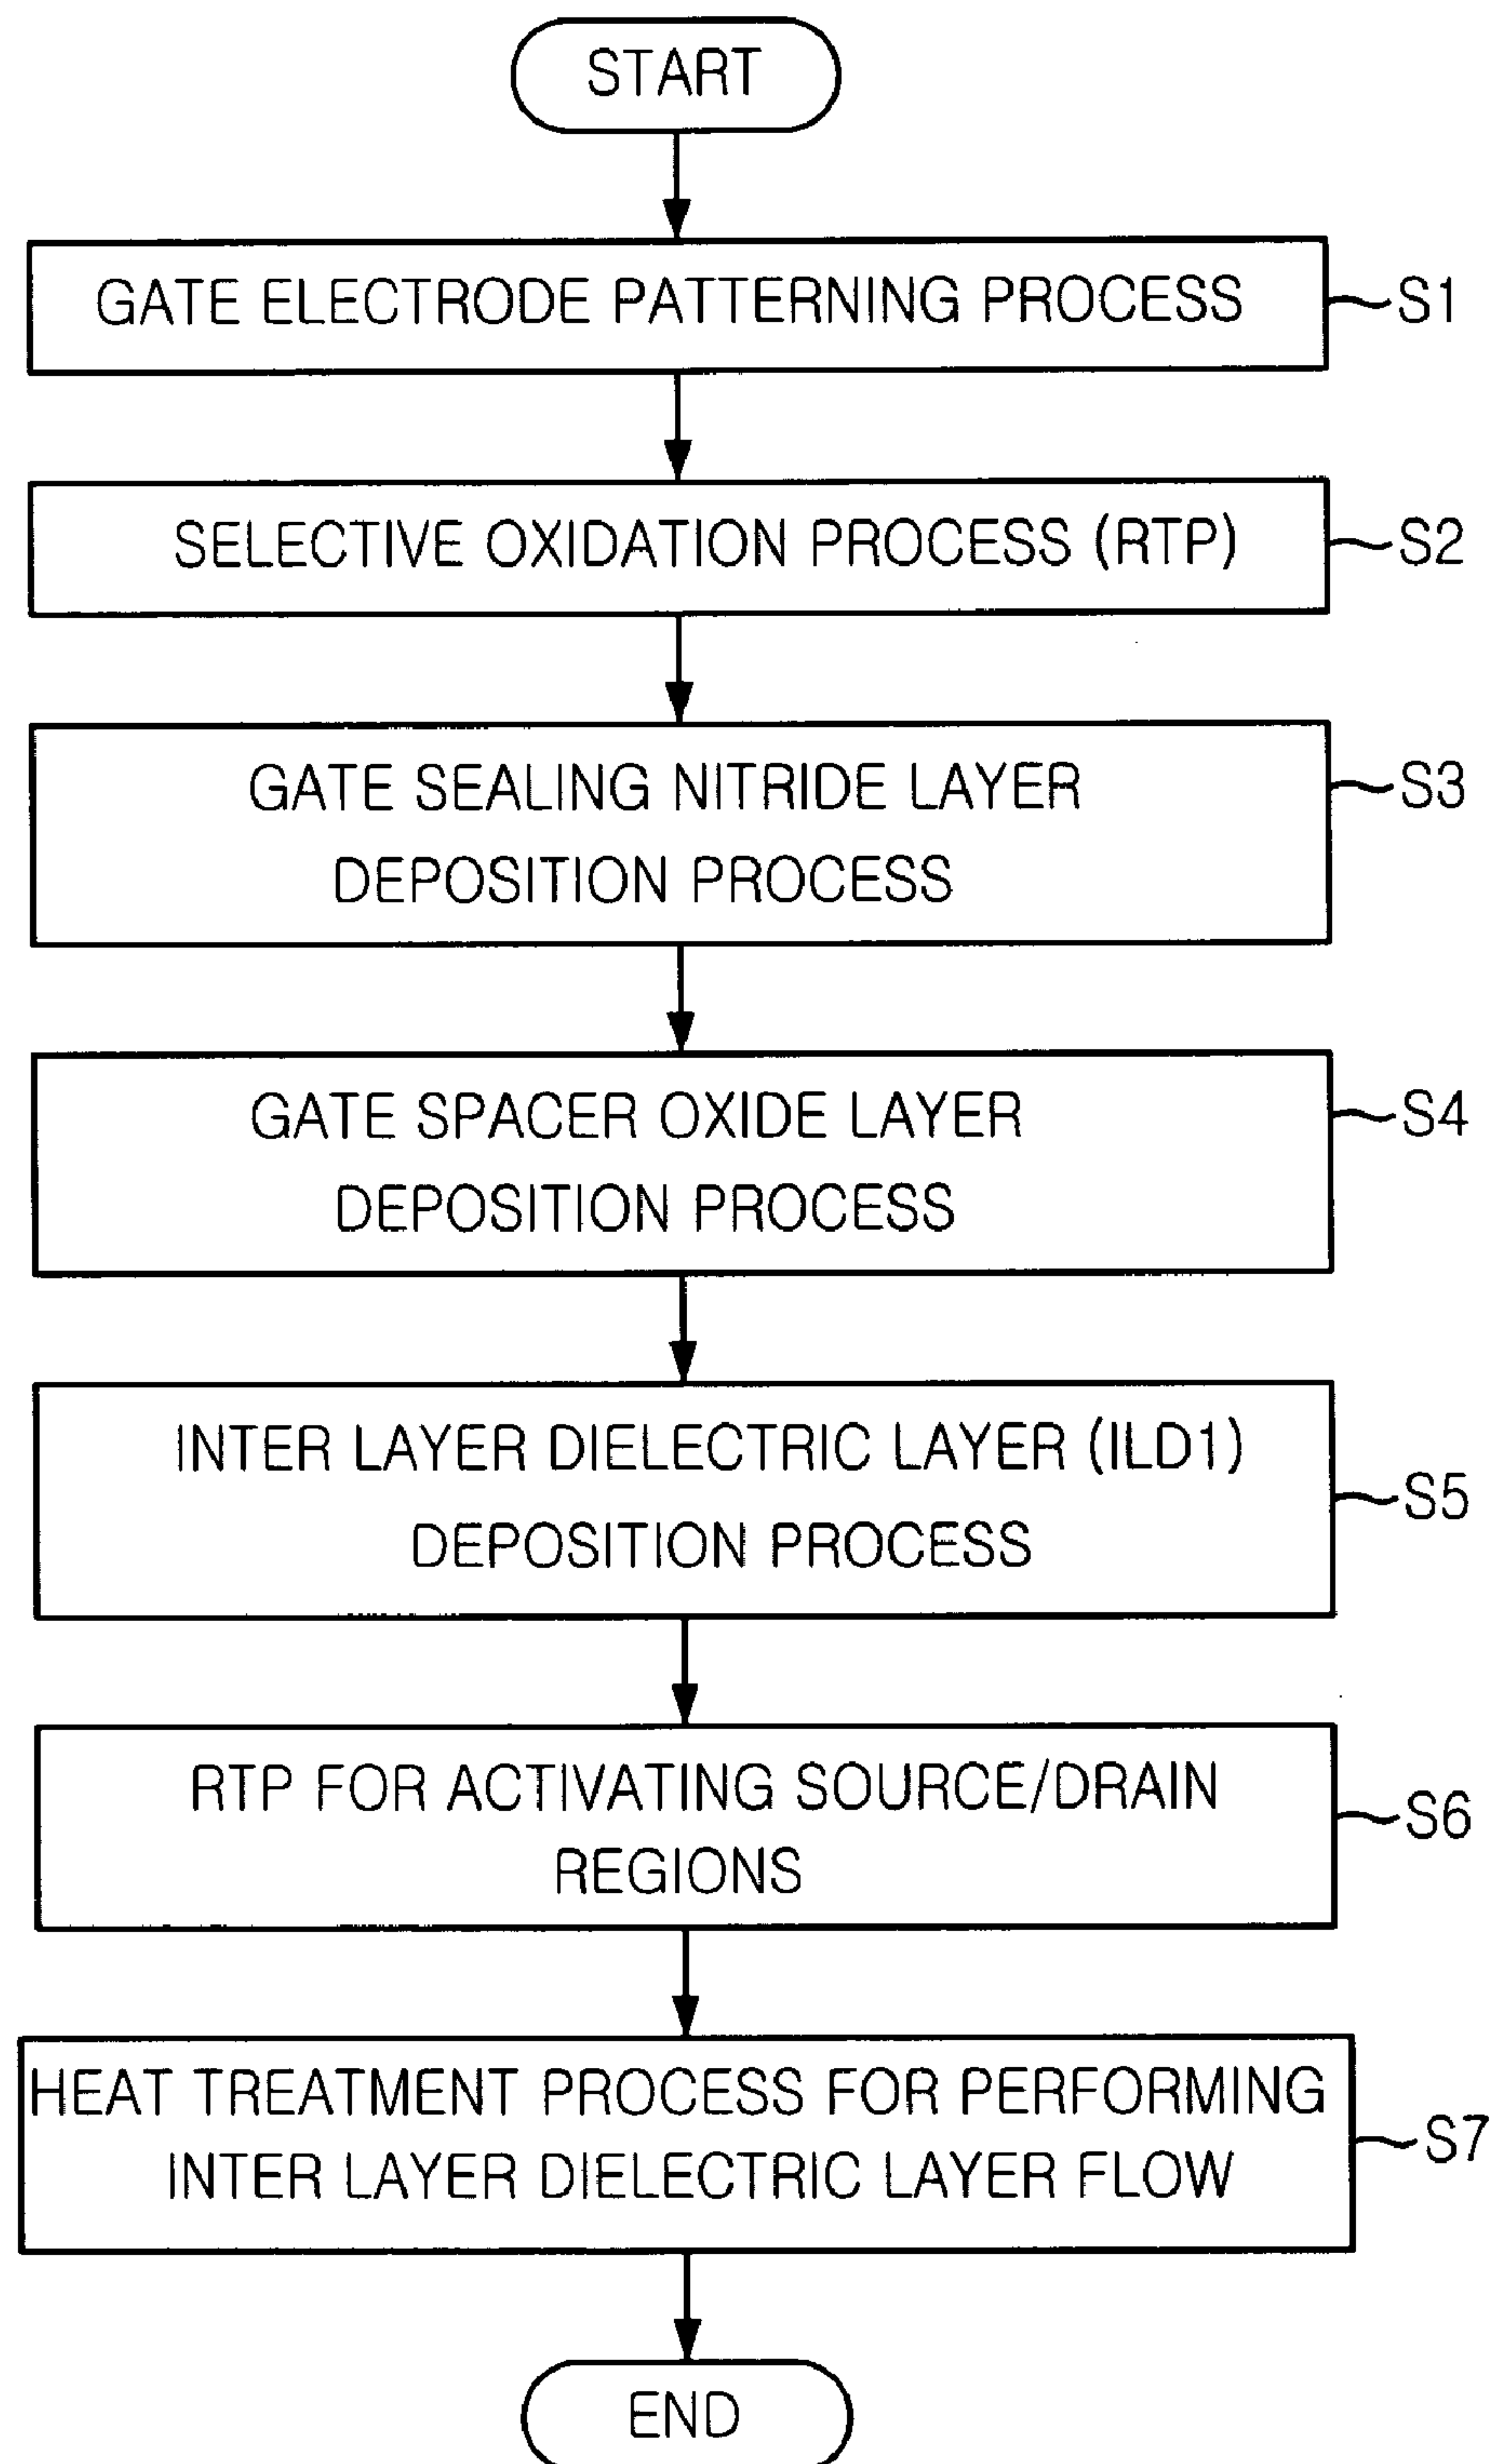 START
GATE ELECTRODE PATTERNING PROCESS
S1
SELECTIVE OXIDATION PROCESS (RTP)
S2
GATE SEALING NITRIDE LAYER
DEPOSITION PROCESS
S3
GATE SPACER OXIDE LAYER
DEPOSITION PROCESS
S4
INTER LAYER DIELECTRIC LAYER (ILD1)
DEPOSITION PROCESS
S5
RTP FOR ACTIVATING SOURCE/DRAIN
REGIONS
S6
HEAT TREATMENT PROCESS FOR PERFORMING
INTER LAYER DIELECTRIC LAYER FLOW
S7
END